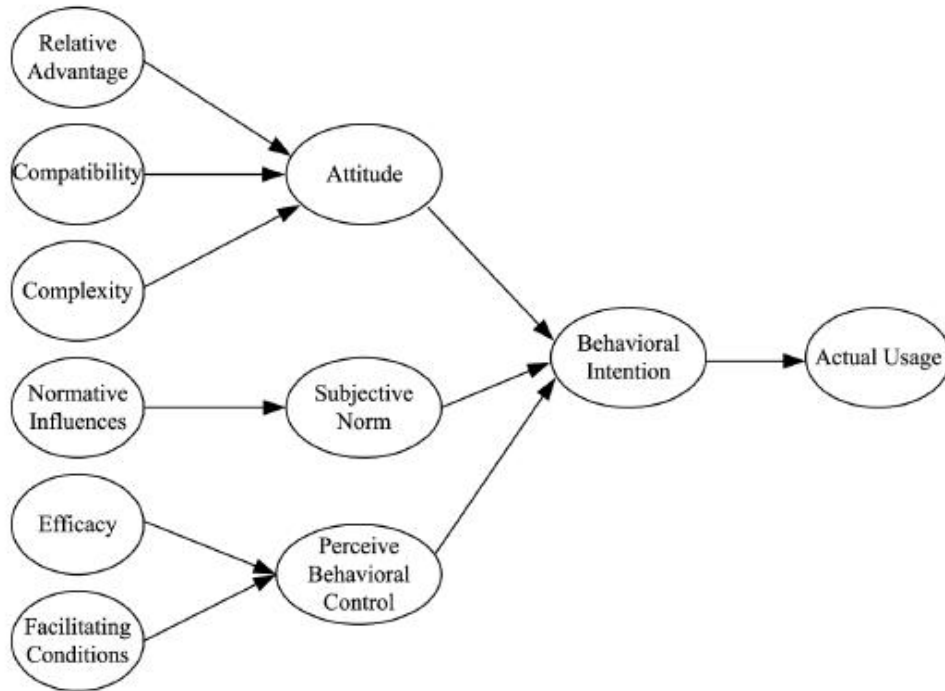 Relative
Advantage
Compatibility
Complexity
Normative
Influences
Efficacy
Facilitating
Conditions
Attitude
Subjective
Norm
Perceive
Behavioral
Control
Behavioral
Intention
Actual Usage